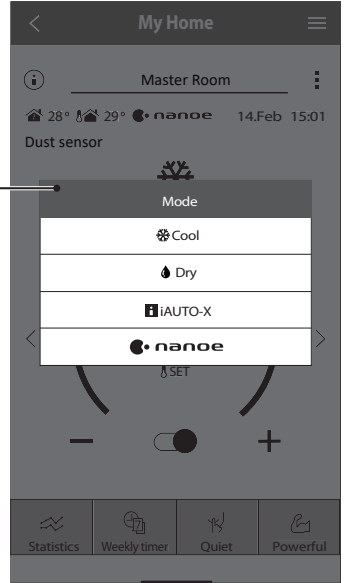 My Home
Master Room
28° 29° nanoe 14.Feb 15:01
Dust sensor
Mode
Cool
Dry
iAUTO-X
nanoe
SET
Statistics Weekly timer Quiet Powerful